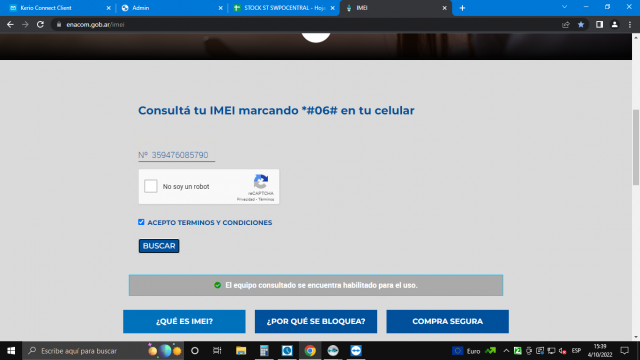 Kerio Connect Client
Admin
STOCK ST SWPOCENTRAL - Hoja
IMEI
enacom.gob.ar/imei
Consultá tu IMEI marcando *#06# en tu celular
Nº 359476085790
No soy un robot
reCAPTCHA
Privacidad - Términos
ACEPTO TERMINOS Y CONDICIONES
BUSCAR
El equipo consultado se encuentra habilitado para el uso.
¿QUÉ ES IMEI?
¿POR QUÉ SE BLOQUEA?
COMPRA SEGURA
Escribe aquí para buscar
Euro
ESP
15:39
4/10/2022